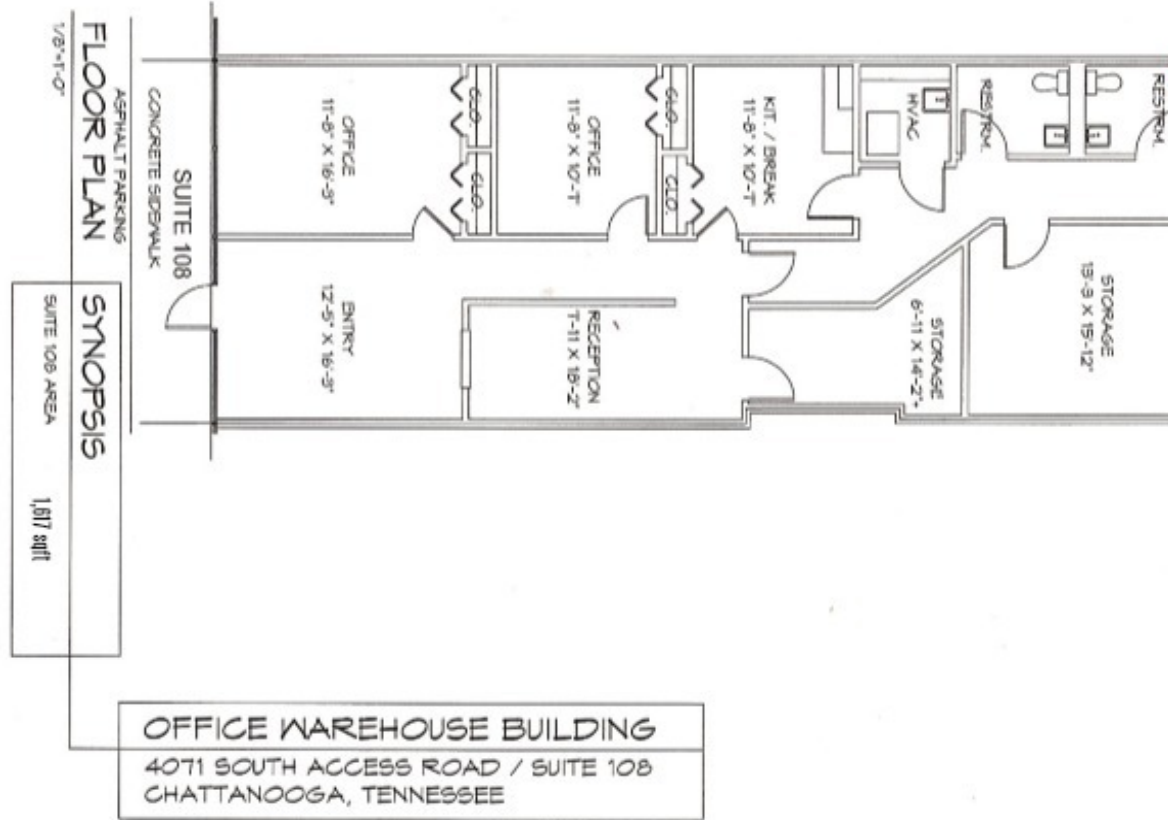 RESTRM.
RESTRM.
HVAC
STORAGE
13'-3 X 15'-12"
STORAGE
6'-11 X 14'-2"+
KIT. / BREAK
11'-8" X 10'-7
CLO.
CLO.
OFFICE
11'-8" X 10'-7
RECEPTION
7'-11 X 18'-2"
CLO.
CLO.
OFFICE
11'-8" X 16'-3"
ENTRY
12'-5" X 16'-3"
SUITE 108
CONCRETE SIDEWALK
ASPHALT PARKING
FLOOR PLAN
1/8"=1'-0"
SYNOPSIS
SUITE 108 AREA 1,617 sqft
OFFICE WAREHOUSE BUILDING
4071 SOUTH ACCESS ROAD / SUITE 108
CHATTANOOGA, TENNESSEE